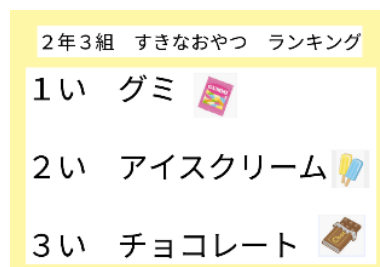 ２年３組　すきなおやつ　ランキング
１い　グミ
２い　アイスクリーム
３い　チョコレート